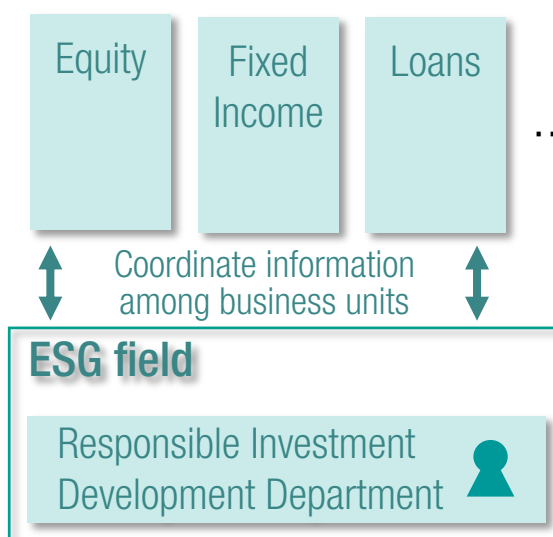 Equity
Fixed
Income
Loans
..
Coordinate information
among business units
ESG field
Responsible Investment
Development Department